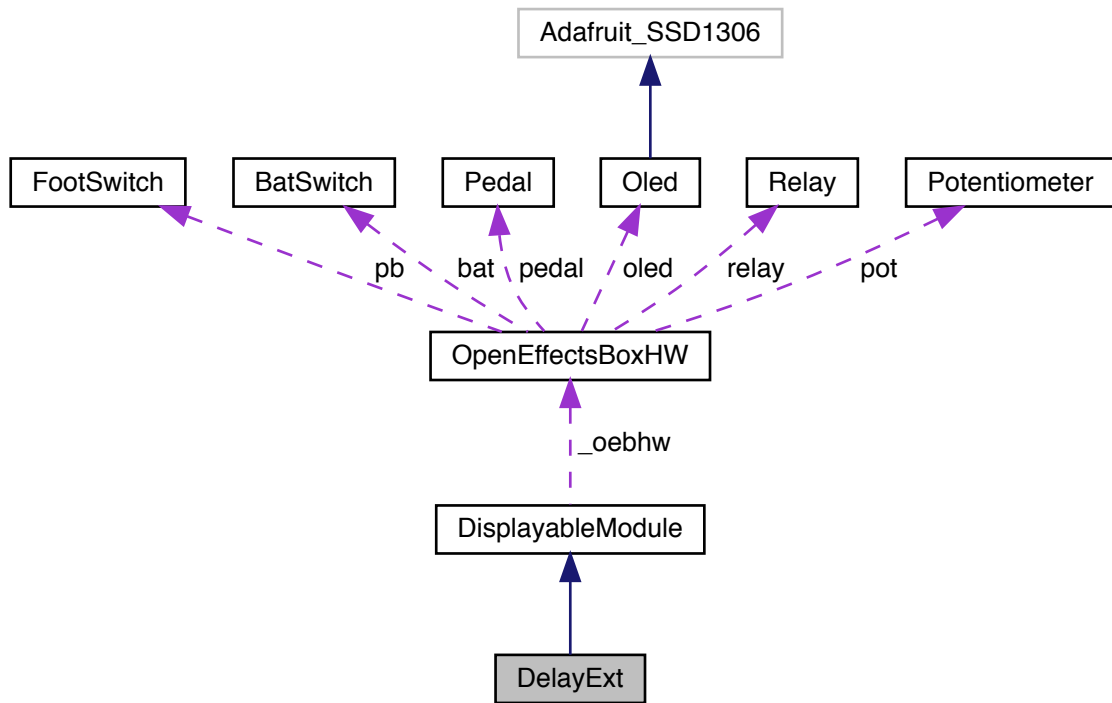 Adafruit_SSD1306
FootSwitch
BatSwitch
Pedal
Oled
Relay
Potentiometer
pb
bat
pedal
oled
relay
pot
OpenEffectsBoxHW
_oebhw
DisplayableModule
DelayExt